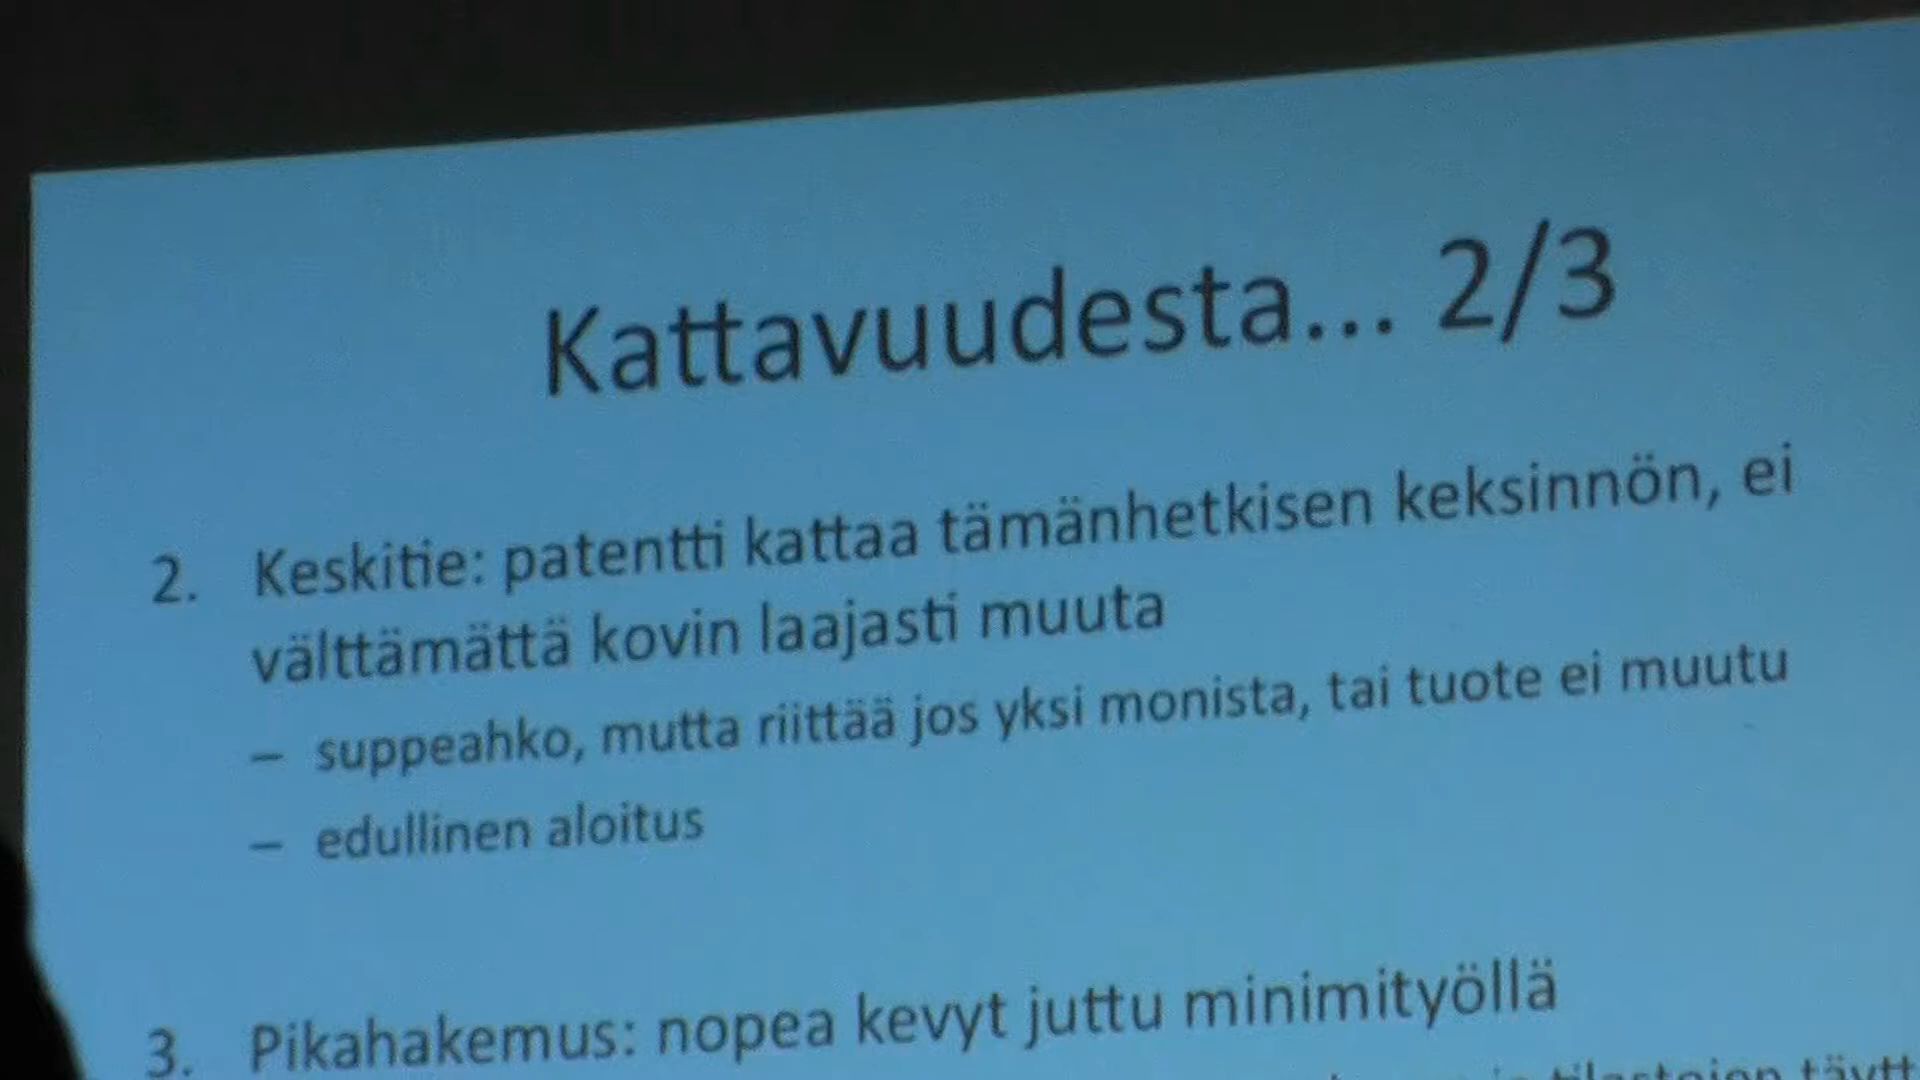 Kattavuudesta... 2/3
2. Keskitie: patentti kattaa tämänhetkisen keksinnön, ei
välttämättä kovin laajasti muuta
– suppeahko, mutta riittää jos yksi monista, tai tuote ei muutu
– edullinen aloitus
3. Pikahakemus: nopea kevyt juttu minimityöllä